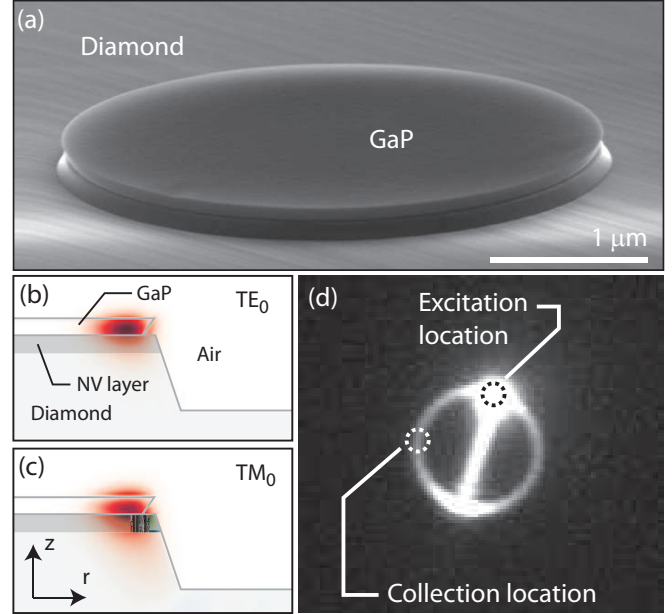 (a)
Diamond
GaP
1 μm
(b)
GaP
TE0
Air
NV layer
Diamond
(c)
TM0
z
r
(d)
Excitation
location
Collection location